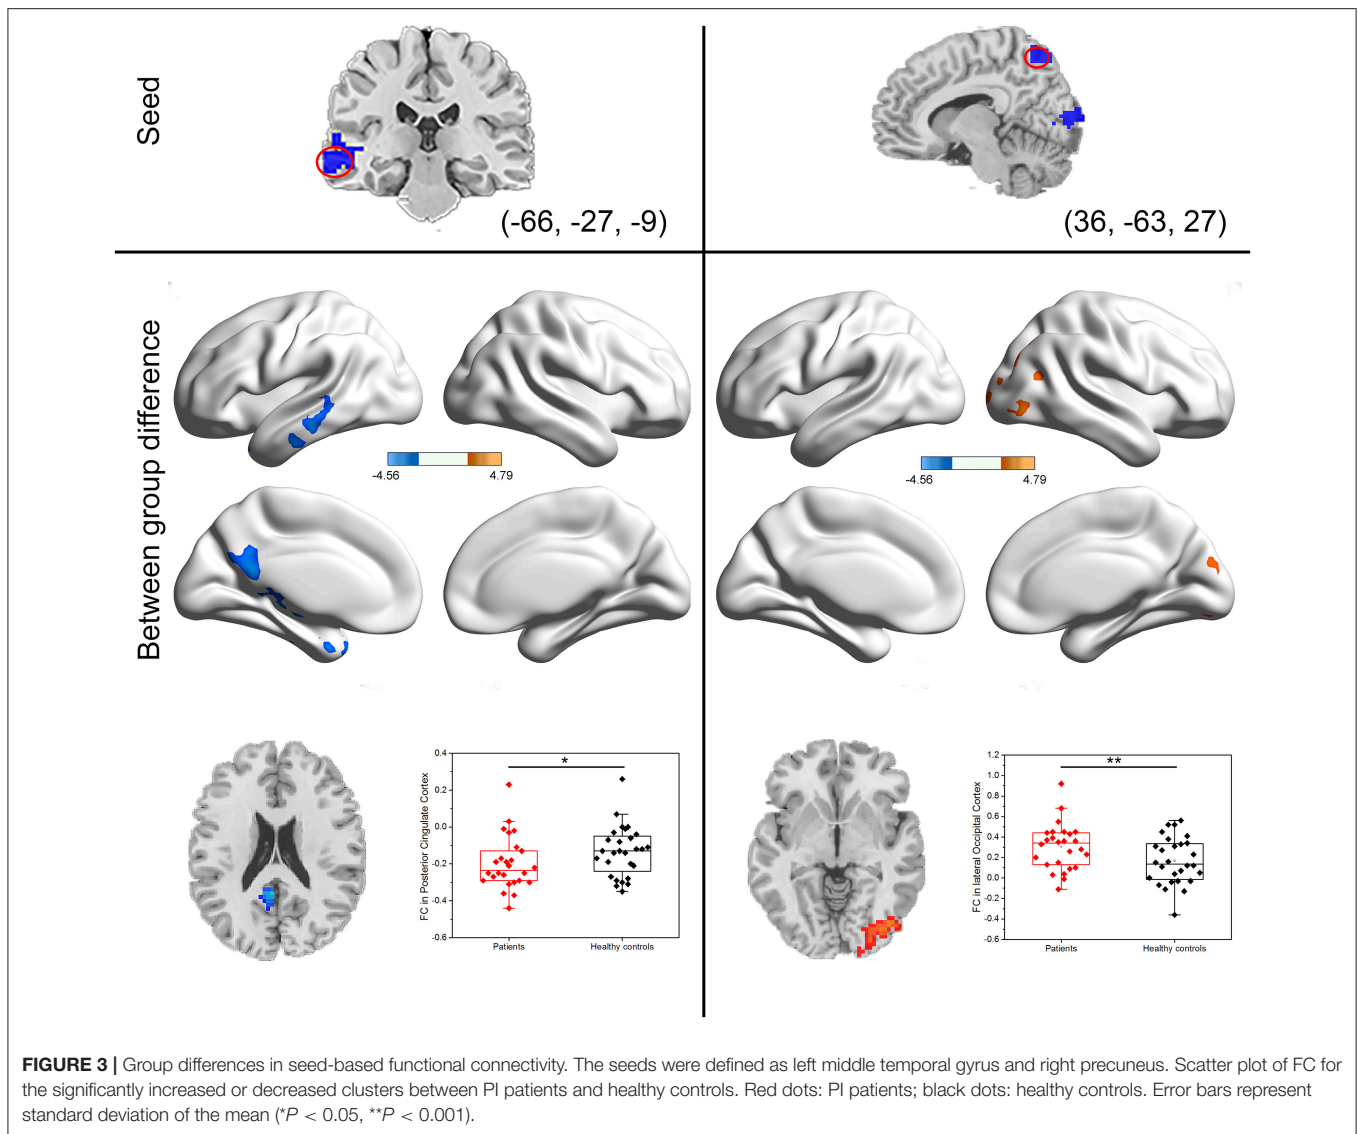 Seed
(-66, -27, -9)
(36, -63, 27)
Between group difference
-4.56
4.79
-4.56
4.79
0.4
0.2
0.0
-0.2
-0.4
-0.6
FC in Posterior Cingulate Cortex
*
Patients
Healthy controls
1.2
1.0
0.8
0.6
0.4
0.2
0.0
-0.2
-0.4
-0.6
FC in lateral Occipital Cortex
**
Patients
Healthy controls
FIGURE 3 | Group differences in seed-based functional connectivity. The seeds were defined as left middle temporal gyrus and right precuneus. Scatter plot of FC for
the significantly increased or decreased clusters between PI patients and healthy controls. Red dots: PI patients; black dots: healthy controls. Error bars represent
standard deviation of the mean (*P < 0.05, **P < 0.001).